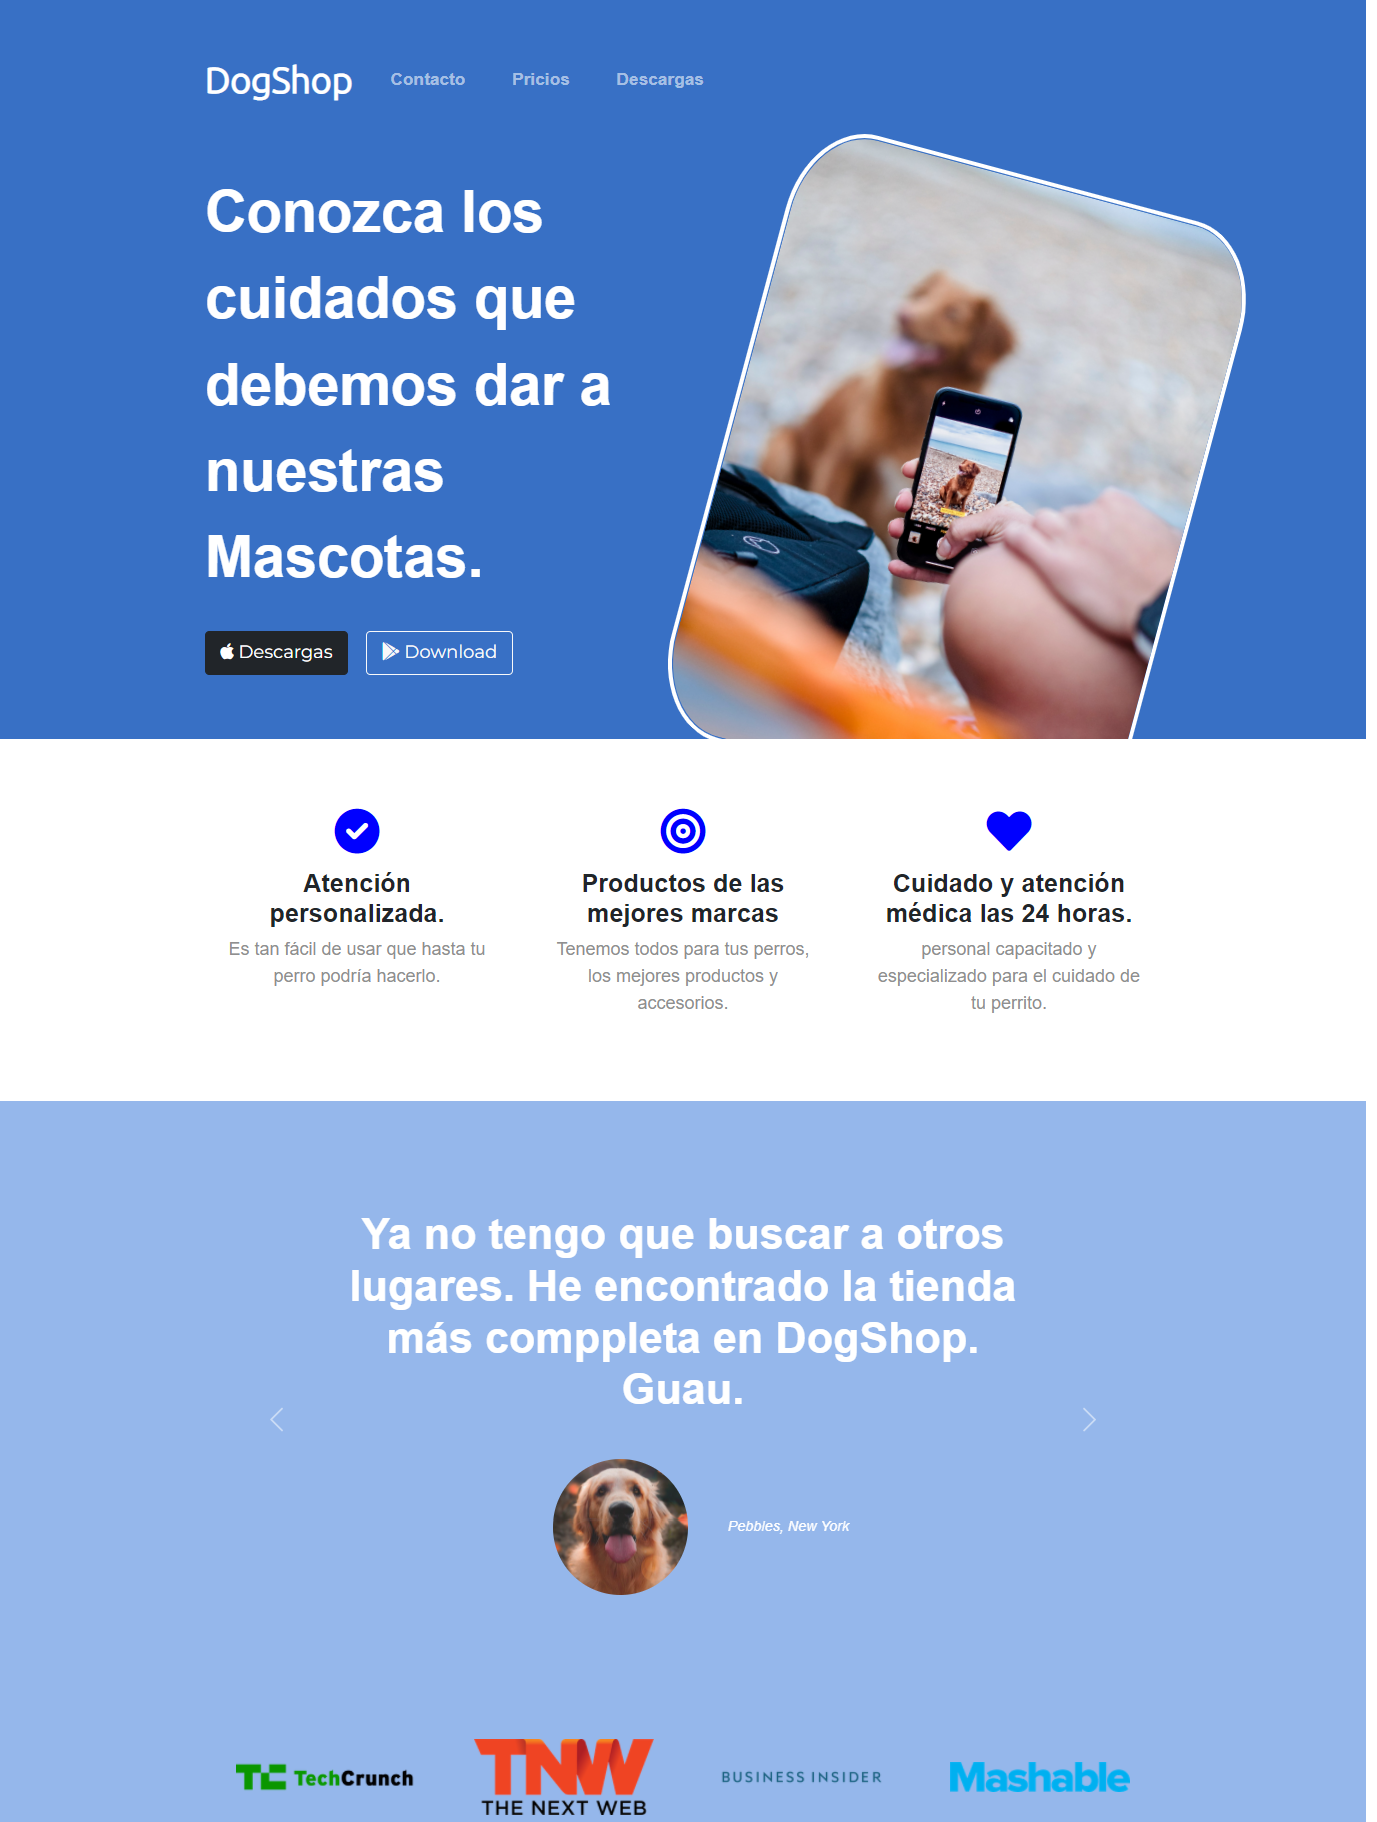 DogShop Contacto Pricios Descargas
Conozca los
cuidados que
debemos dar a
nuestras
Mascotas.
Descargas Download
Atención
personalizada.
Es tan fácil de usar que hasta tu
perro podría hacerlo.
Productos de las
mejores marcas
Tenemos todos para tus perros,
los mejores productos y
accesorios.
Cuidado y atención
médica las 24 horas.
personal capacitado y
especializado para el cuidado de
tu perrito.
Ya no tengo que buscar a otros
lugares. He encontrado la tienda
más comppleta en DogShop.
Guau.
Pebbles, New York
TC TechCrunch
TNW
THE NEXT WEB
BUSINESS INSIDER
Mashable